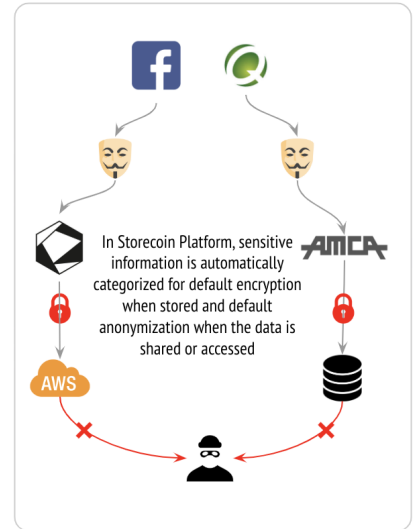 In Storecoin Platform, sensitive
information is automatically
categorized for default encryption
when stored and default
anonymization when the data is
shared or accessed
AMCA
AWS